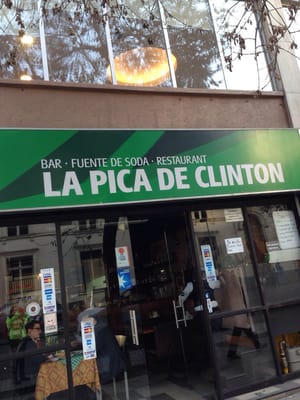 BAR · FUENTE DE SODA · RESTAURANT
LA PICA DE CLINTON